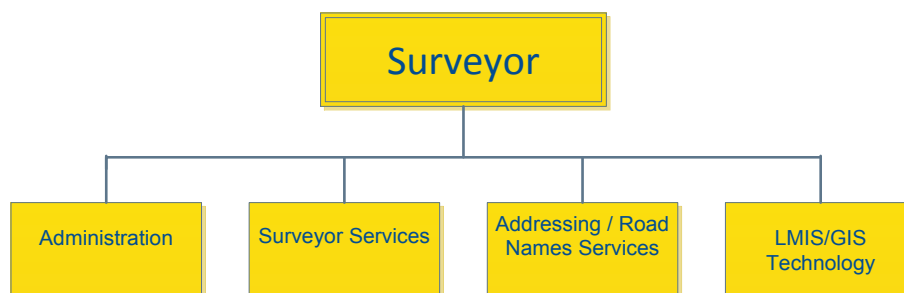 Surveyor
Administration
Surveyor Services
Addressing / Road
Names Services
LMIS/GIS
Technology